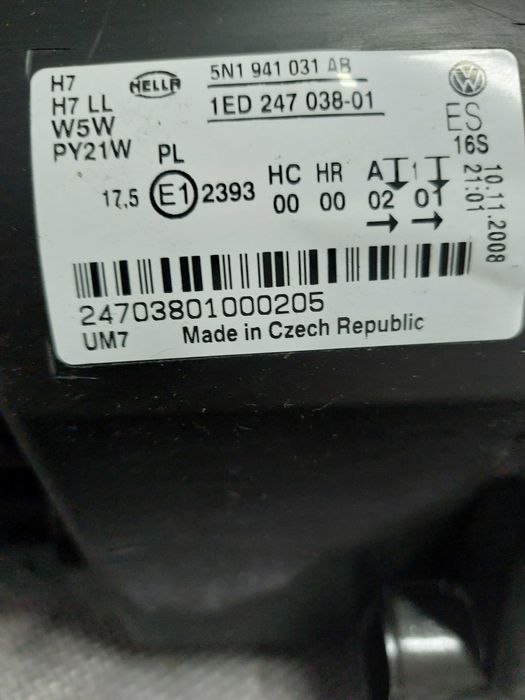 H7
H7 LL
W5W
PY21W
HELLA
5N1 941 031 AB
1ED 247 038-01
ES
16S
PL
17,5 E1 2393
HC HR A 1
00 00 02 01
→ →
10.11.2008
21:01
24703801000205
UM7 Made in Czech Republic